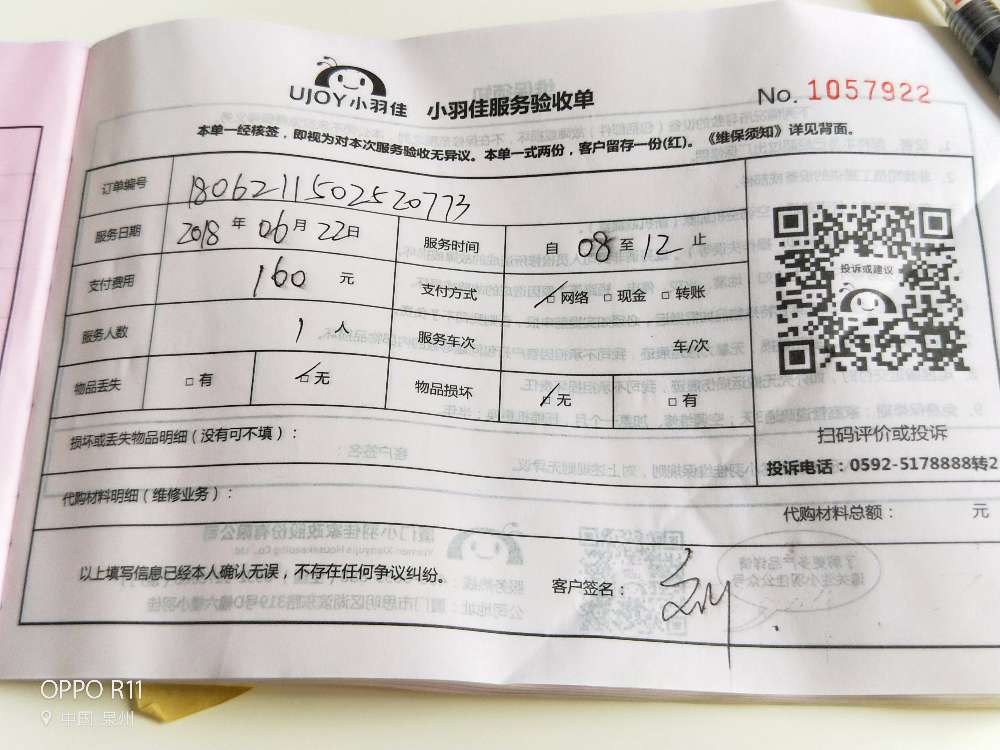 UJOY小羽佳 小羽佳服务验收单 No. 1057922
本单一经核签，即视为对本次服务验收无异议。本单一式两份，客户留存一份(红)。《维保须知》详见背面。
订单编号 1806211502520773
服务日期 2018 年 06 月 22 日 服务时间 自 08 至 12 止
支付费用 160 元 支付方式 □ 网络 □ 现金 □ 转账
投诉或建议
服务人数 1 人 服务车次 车/次
物品丢失 □ 有 □ 无 物品损坏 □ 无 □ 有
扫码评价或投诉
损坏或丢失物品明细（没有可不填）：
投诉电话：0592-5178888转2
代购材料明细（维修业务）：
代购材料总额： 元
以上填写信息已经本人确认无误，不存在任何争议纠纷。 客户签名：
OPPO R11
中国·泉州